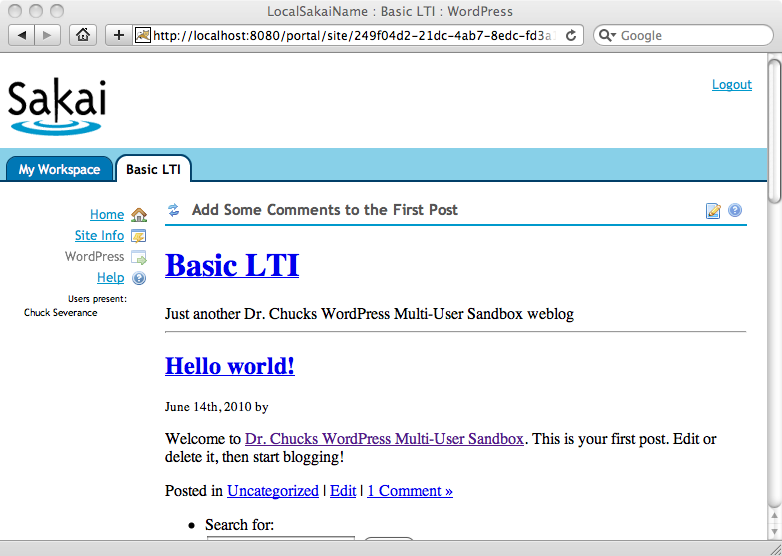 LocalSakaiName : Basic LTI : WordPress
http://localhost:8080/portal/site/249f04d2-21dc-4ab7-8edc-fd3a
Google
Sakai
Logout
My Workspace
Basic LTI
Home
Site Info
WordPress
Help
Users present:
Chuck Severance
Add Some Comments to the First Post
Basic LTI
Just another Dr. Chucks WordPress Multi-User Sandbox weblog
Hello world!
June 14th, 2010 by
Welcome to Dr. Chucks WordPress Multi-User Sandbox. This is your first post. Edit or
delete it, then start blogging!
Posted in Uncategorized | Edit | 1 Comment »
• Search for: